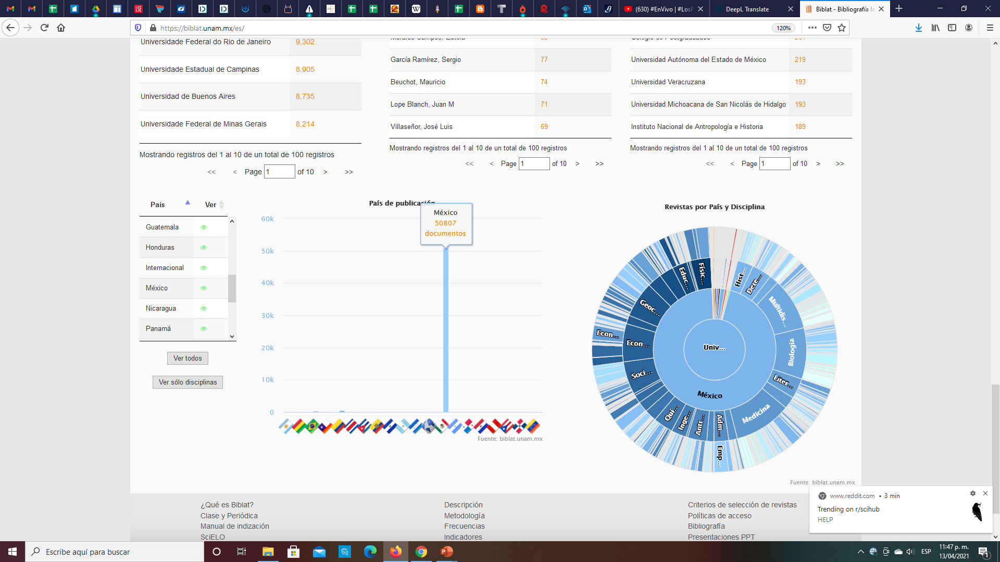 (630) #EnVivo | #LosP
DeepL Translate
Biblat - Bibliografía la
https://biblat.unam.mx/es/
120%
Universidade Federal do Rio de Janeiro 9,302
Universidade Estadual de Campinas 8,905
Universidad de Buenos Aires 8,735
Universidade Federal de Minas Gerais 8,214
Mostrando registros del 1 al 10 de un total de 100 registros
<< < Page 1 of 10 > >>
García Ramírez, Sergio 77
Beuchot, Mauricio 74
Lope Blanch, Juan M 71
Villaseñor, José Luis 69
Mostrando registros del 1 al 10 de un total de 100 registros
<< < Page 1 of 10 > >>
Universidad Autónoma del Estado de México 219
Universidad Veracruzana 193
Universidad Michoacana de San Nicolás de Hidalgo 193
Instituto Nacional de Antropología e Historia 189
Mostrando registros del 1 al 10 de un total de 100 registros
<< < Page 1 of 10 > >>
País Ver
Guatemala
Honduras
Internacional
México
Nicaragua
Panamá
Ver todos
Ver sólo disciplinas
País de publicación
México
50807
documentos
60k
50k
40k
30k
20k
10k
0
Fuente: biblat.unam.mx
Revistas por País y Disciplina
Univ...
México
Hist...
Derc...
Multidis...
Biología
Liter...
Medicina
Adm...
Emp...
Antr...
Inge...
Quí...
Soci...
Econ...
Econ...
Geoc...
Educ...
Físic...
Fuente: biblat.unam.mx
¿Qué es Biblat?
Clase y Periódica
Manual de indización
SciELO
Descripción
Metodología
Frecuencias
Indicadores
Criterios de selección de revistas
Políticas de acceso
Bibliografía
Presentaciones PPT
www.reddit.com • 3 min
Trending on r/scihub
HELP
Escribe aquí para buscar
ESP
11:47 p. m.
13/04/2021
1